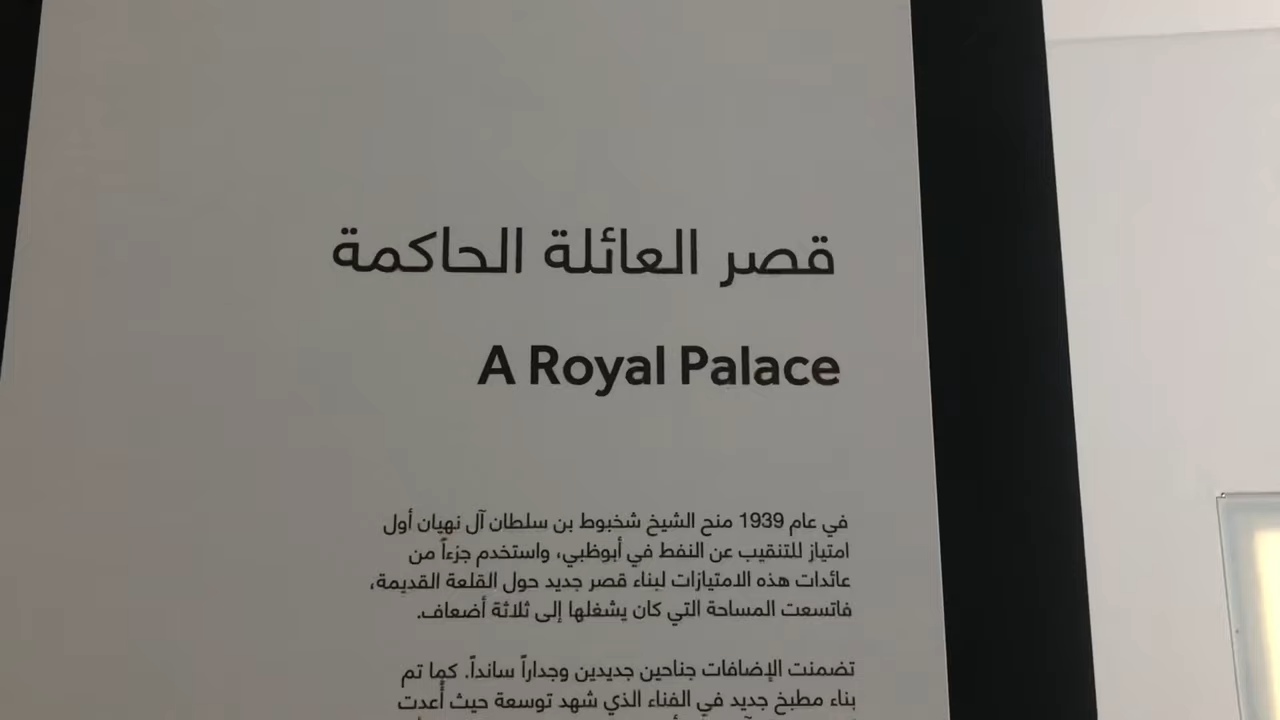 قصر العائلة الحاكمة
A Royal Palace
في عام 1939 منح الشيخ شخبوط بن سلطان آل نهيان أول
امتياز للتنقيب عن النفط في أبوظبي، واستخدم جزءاً من
عائدات هذه الامتيازات لبناء قصر جديد حول القلعة القديمة،
فاتسعت المساحة التي كان يشغلها إلى ثلاثة أضعاف.
تضمنت الإضافات جناحين جديدين وجداراً سانداً. كما تم
بناء مطبخ جديد في الفناء الذي شهد توسعة حيث أُعدت